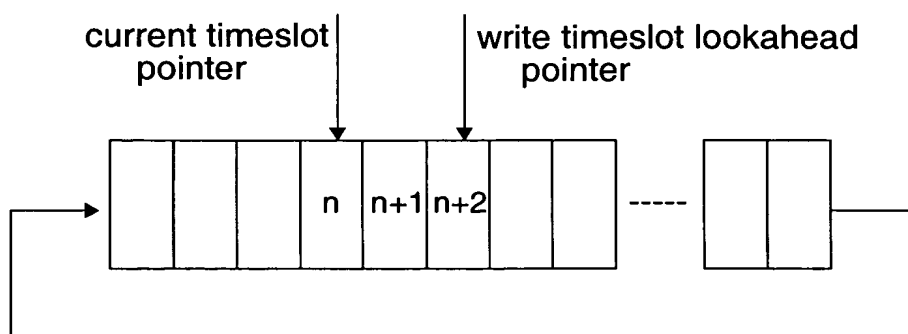 current timeslot
pointer
write timeslot lookahead
pointer
n
n+1
n+2
-----